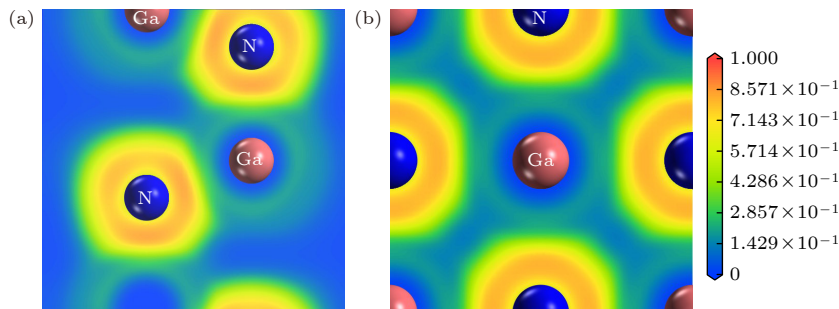 (a)
Ga
N
Ga
N
(b)
N
Ga
1.000
8.571×10⁻¹
7.143×10⁻¹
5.714×10⁻¹
4.286×10⁻¹
2.857×10⁻¹
1.429×10⁻¹
0